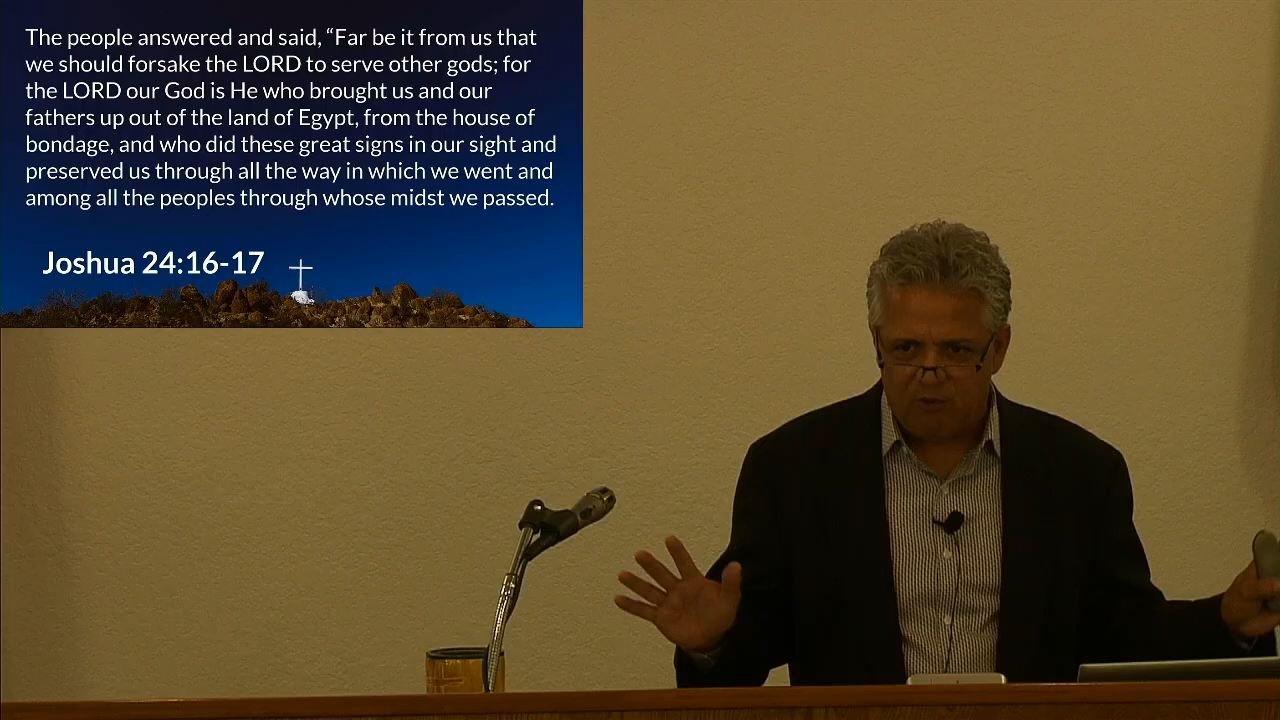 The people answered and said, “Far be it from us that
we should forsake the LORD to serve other gods; for
the LORD our God is He who brought us and our
fathers up out of the land of Egypt, from the house of
bondage, and who did these great signs in our sight and
preserved us through all the way in which we went and
among all the peoples through whose midst we passed.
Joshua 24:16-17